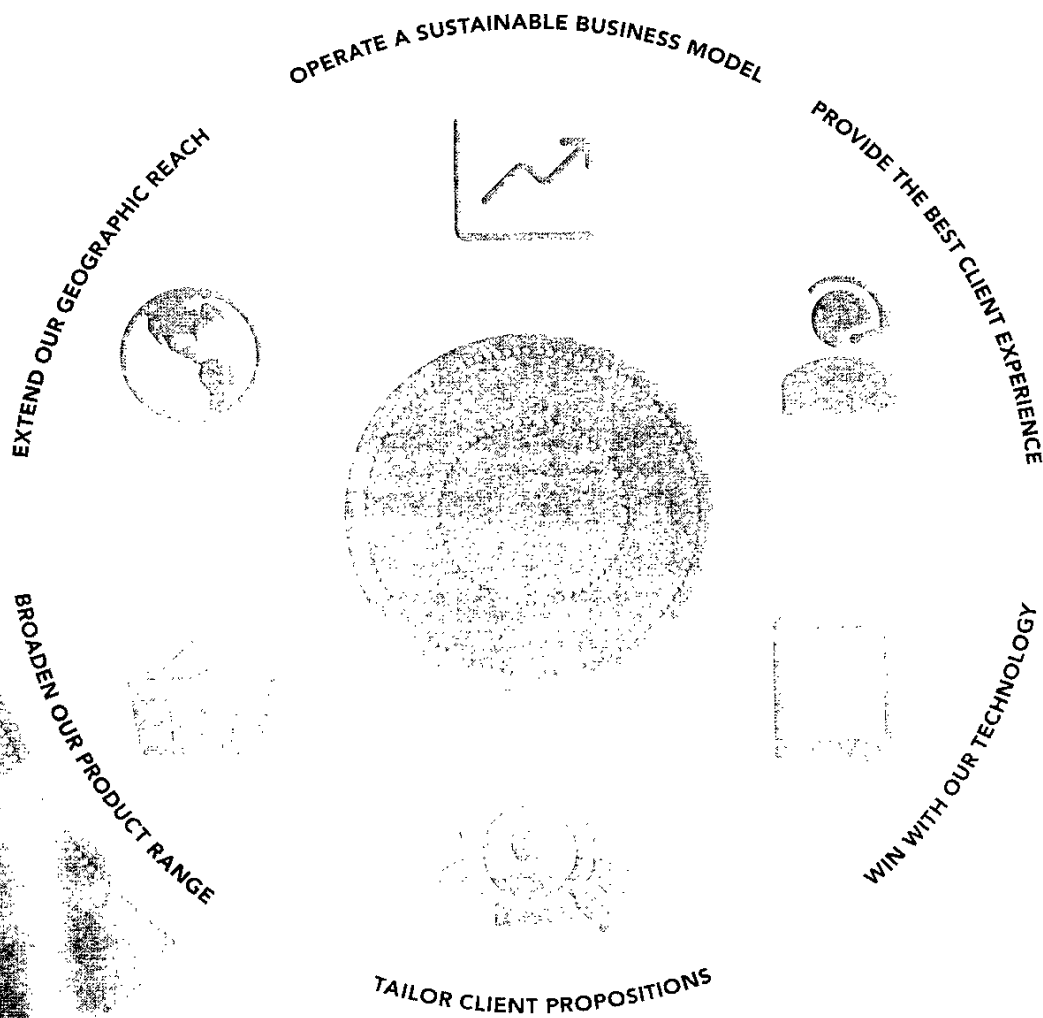 OPERATE A SUSTAINABLE BUSINESS MODEL
PROVIDE THE BEST CLIENT EXPERIENCE
WIN WITH OUR TECHNOLOGY
TAILOR CLIENT PROPOSITIONS
BROADEN OUR PRODUCT RANGE
EXTEND OUR GEOGRAPHIC REACH